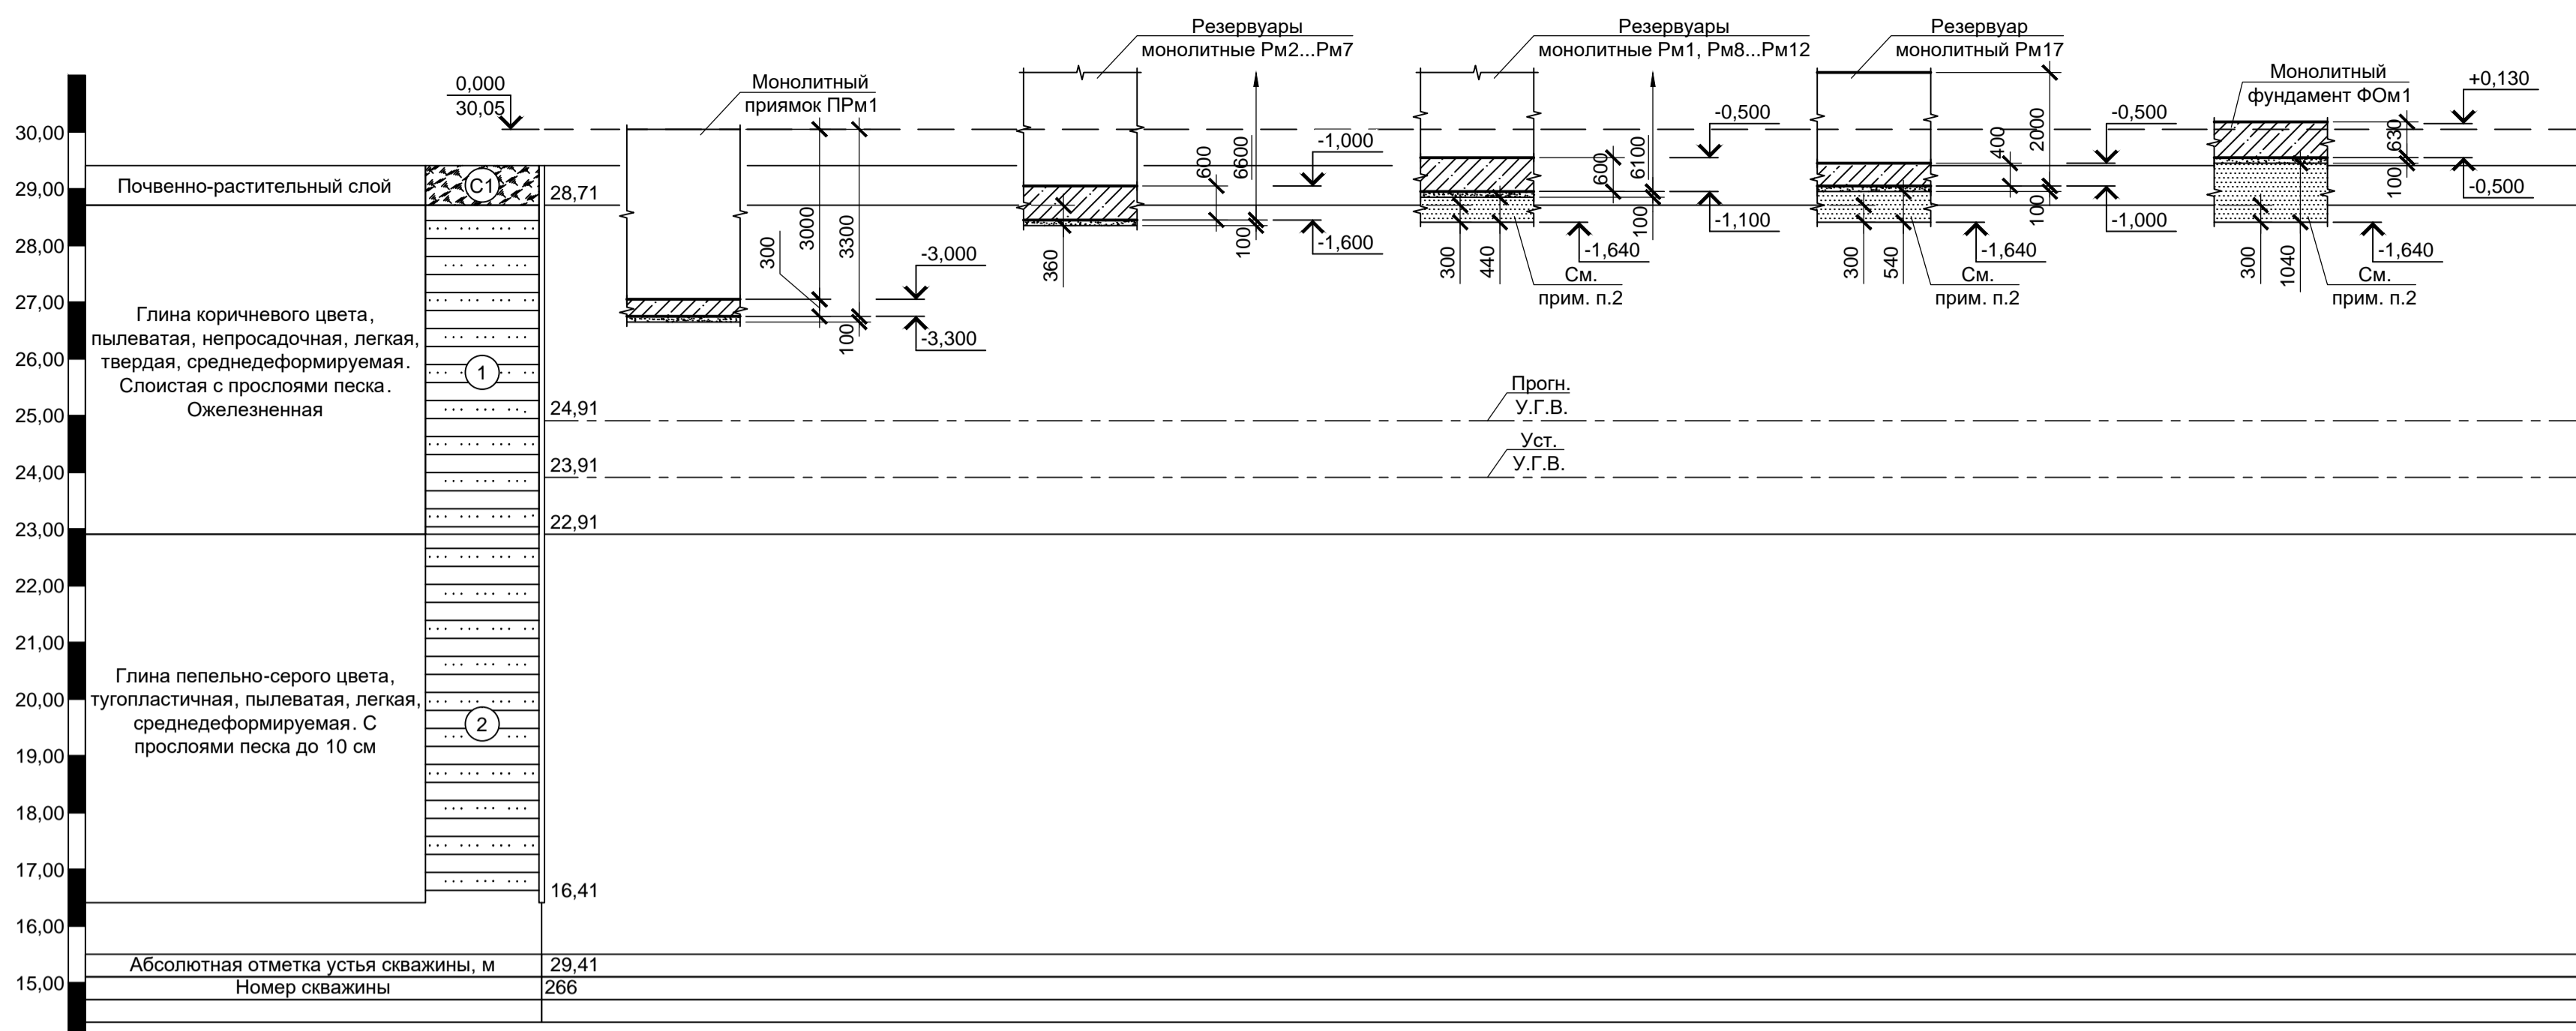 Резервуары
монолитные Рм2...Рм7
Резервуары
монолитные Рм1, Рм8...Рм12
Резервуар
монолитный Рм17
Монолитный
фундамент ФОм1
Монолитный
приямок ПРм1
0,000
30,05
+0,130
-0,500
-0,500
-1,000
-0,500
-1,100
-1,000
-1,600
-1,640
-1,640
-1,640
-3,000
-3,300
300
3000
3300
100
360
600
6600
100
300
440
600
6100
100
См.
прим. п.2
300
540
400
2000
100
См.
прим. п.2
300
1040
630
100
См.
прим. п.2
30,00
29,00
28,00
27,00
26,00
25,00
24,00
23,00
22,00
21,00
20,00
19,00
18,00
17,00
16,00
15,00
Почвенно-растительный слой
С1
28,71
Глина коричневого цвета,
пылеватая, непросадочная, легкая,
твердая, среднедеформируемая.
Слоистая с прослоями песка.
Ожелезненная
1
24,91
Прогн.
У.Г.В.
23,91
Уст.
У.Г.В.
22,91
Глина пепельно-серого цвета,
тугопластичная, пылеватая, легкая,
среднедеформируемая. С
прослоями песка до 10 см
2
16,41
Абсолютная отметка устья скважины, м
29,41
Номер скважины
266